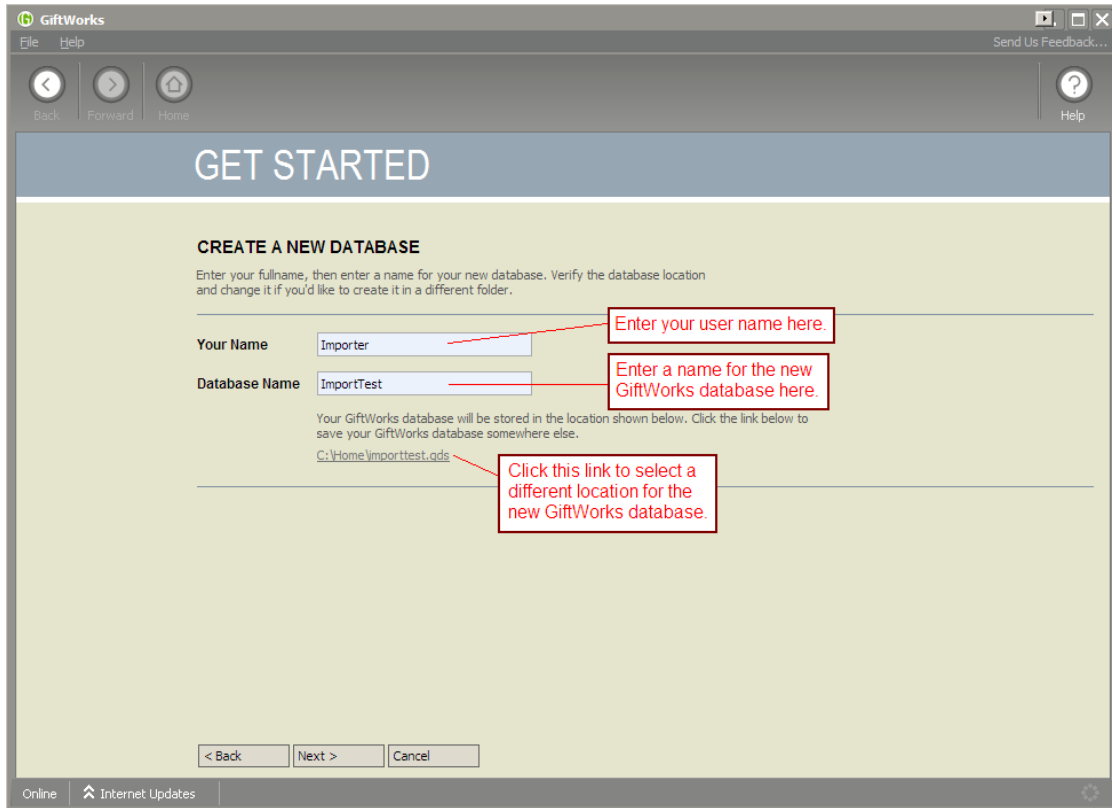 GiftWorks
File Help
Send Us Feedback...
Back Forward Home
Help
GET STARTED
CREATE A NEW DATABASE
Enter your fullname, then enter a name for your new database. Verify the database location
and change it if you'd like to create it in a different folder.
Your Name
Importer
Enter your user name here.
Database Name
ImportTest
Enter a name for the new
GiftWorks database here.
Your GiftWorks database will be stored in the location shown below. Click the link below to
save your GiftWorks database somewhere else.
C:\Home\importtest.gds
Click this link to select a
different location for the
new GiftWorks database.
< Back Next > Cancel
Online Internet Updates